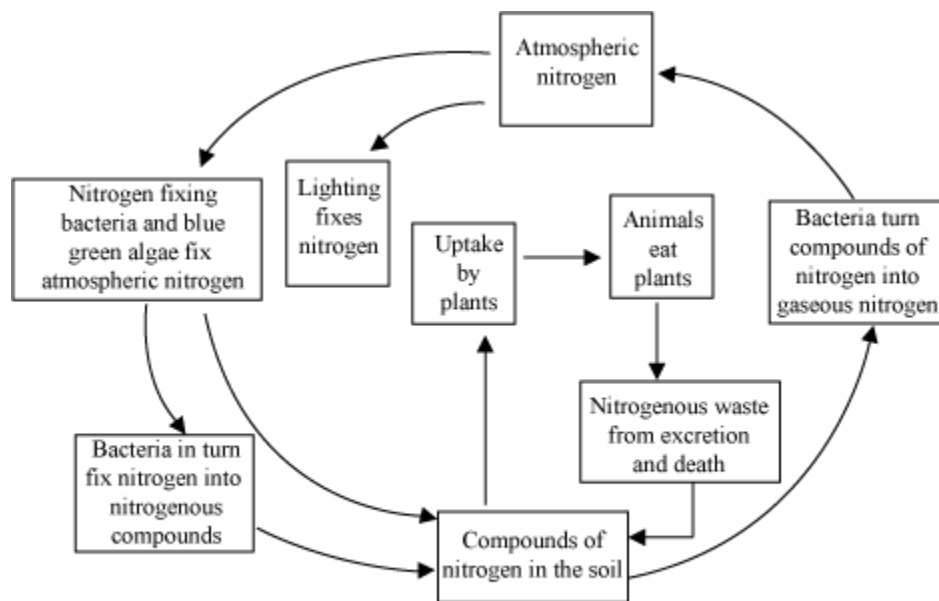 Atmospheric
nitrogen
Nitrogen fixing
bacteria and blue
green algae fix
atmospheric nitrogen
Lighting
fixes
nitrogen
Uptake
by
plants
Animals
eat
plants
Bacteria turn
compounds of
nitrogen into
gaseous nitrogen
Nitrogenous waste
from excretion
and death
Bacteria in turn
fix nitrogen into
nitrogenous
compounds
Compounds of
nitrogen in the soil